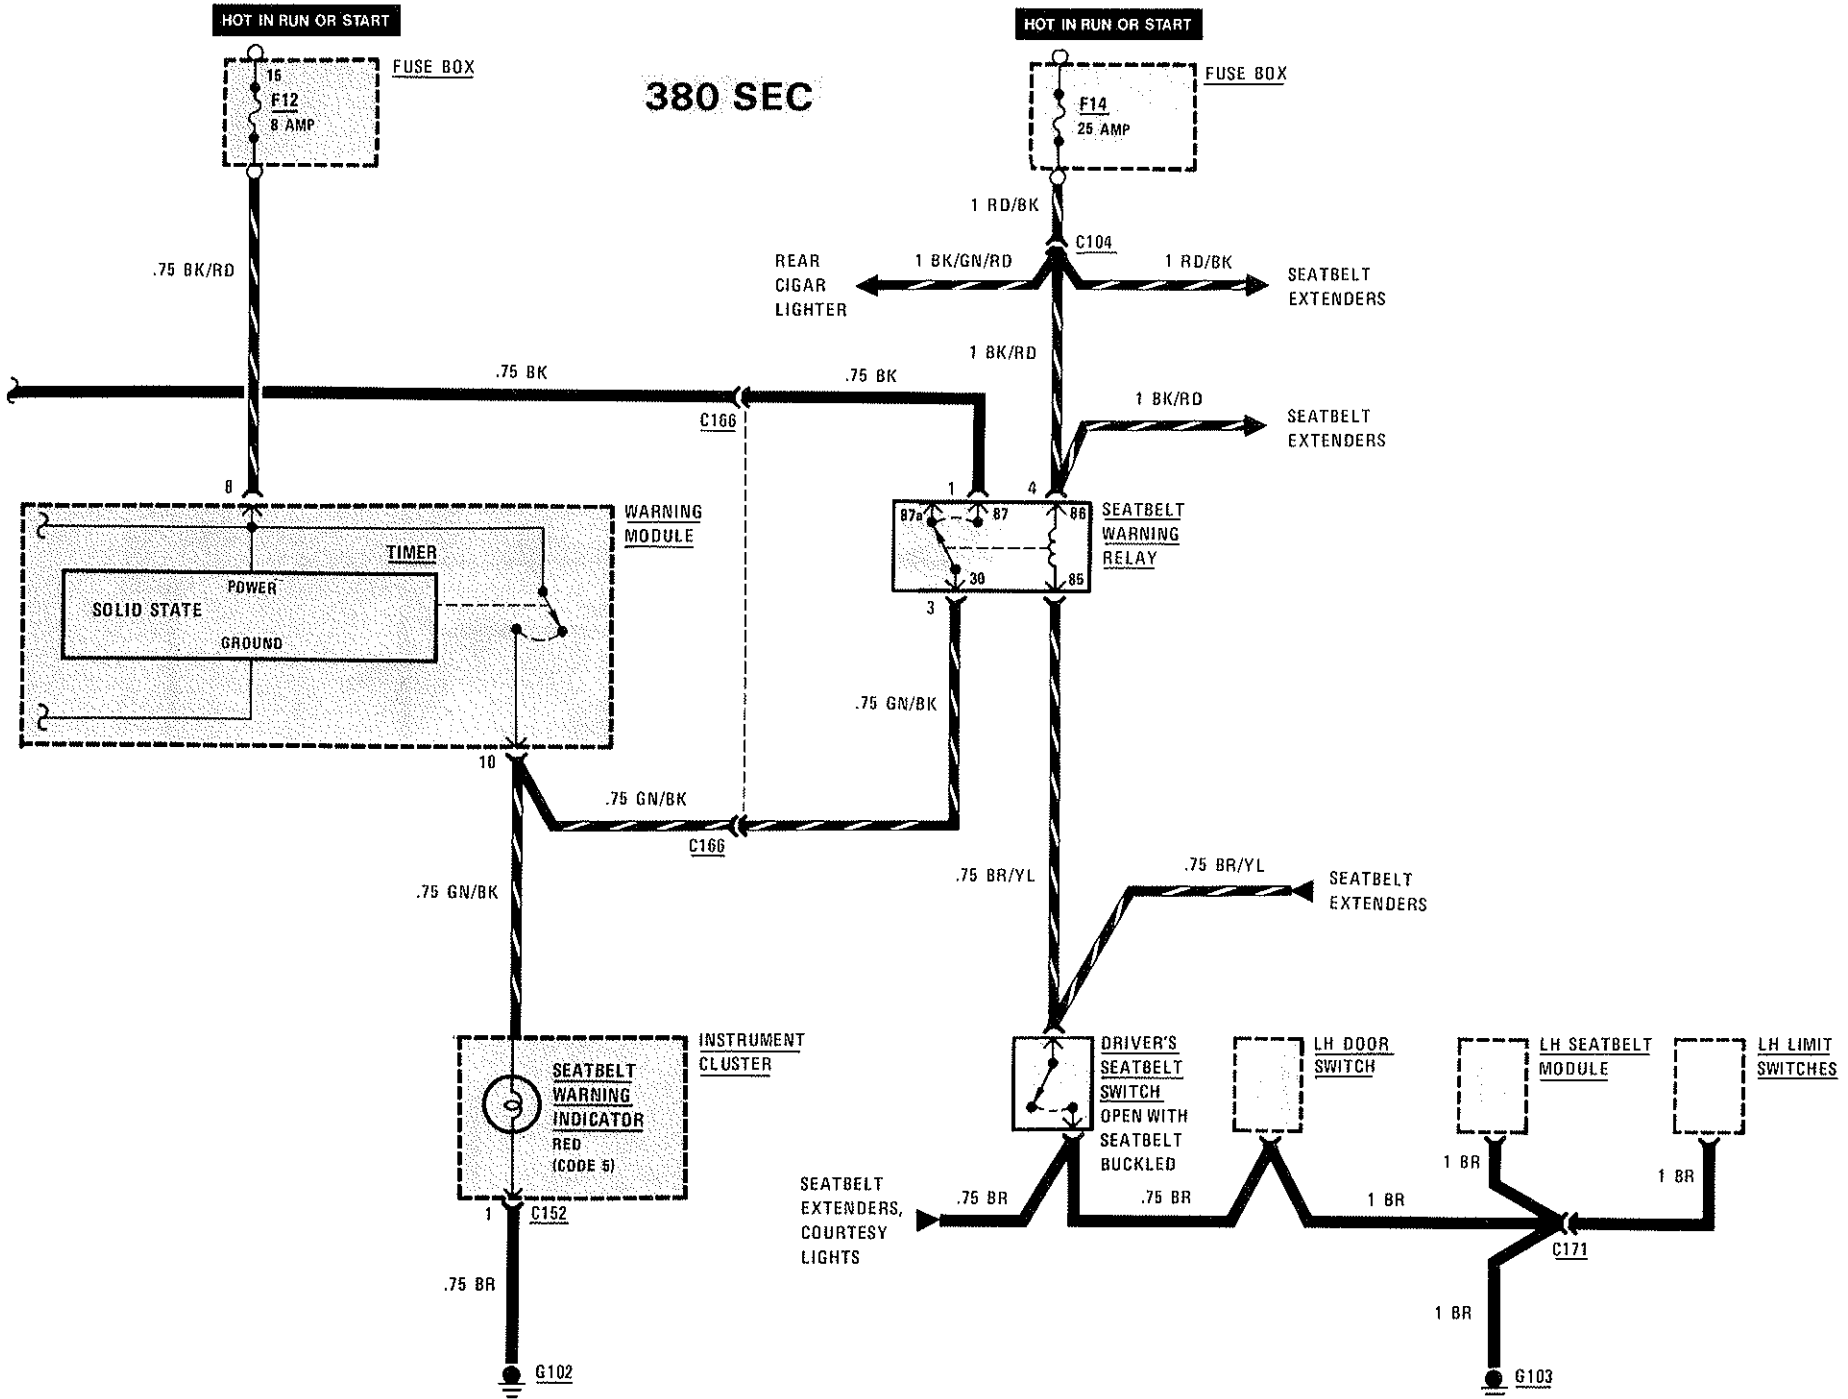 HOT IN RUN OR START
HOT IN RUN OR START
FUSE BOX
15
F12
8 AMP
380 SEC
FUSE BOX
F14
25 AMP
1 RD/BK
C104
.75 BK/RD
REAR
CIGAR
LIGHTER
1 BK/GN/RD
1 RD/BK
SEATBELT
EXTENDERS
1 BK/RD
.75 BK
.75 BK
C166
1 BK/RD
SEATBELT
EXTENDERS
8
1
4
WARNING
MODULE
TIMER
POWER
SOLID STATE
GROUND
87a
87
86
30
85
SEATBELT
WARNING
RELAY
3
.75 GN/BK
10
.75 GN/BK
C166
.75 GN/BK
.75 BR/YL
.75 BR/YL
SEATBELT
EXTENDERS
INSTRUMENT
CLUSTER
SEATBELT
WARNING
INDICATOR
RED
(CODE 5)
DRIVER'S
SEATBELT
SWITCH
OPEN WITH
SEATBELT
BUCKLED
LH DOOR
SWITCH
LH SEATBELT
MODULE
LH LIMIT
SWITCHES
1
C152
SEATBELT
EXTENDERS,
COURTESY
LIGHTS
.75 BR
.75 BR
1 BR
1 BR
1 BR
C171
.75 BR
1 BR
G102
G103